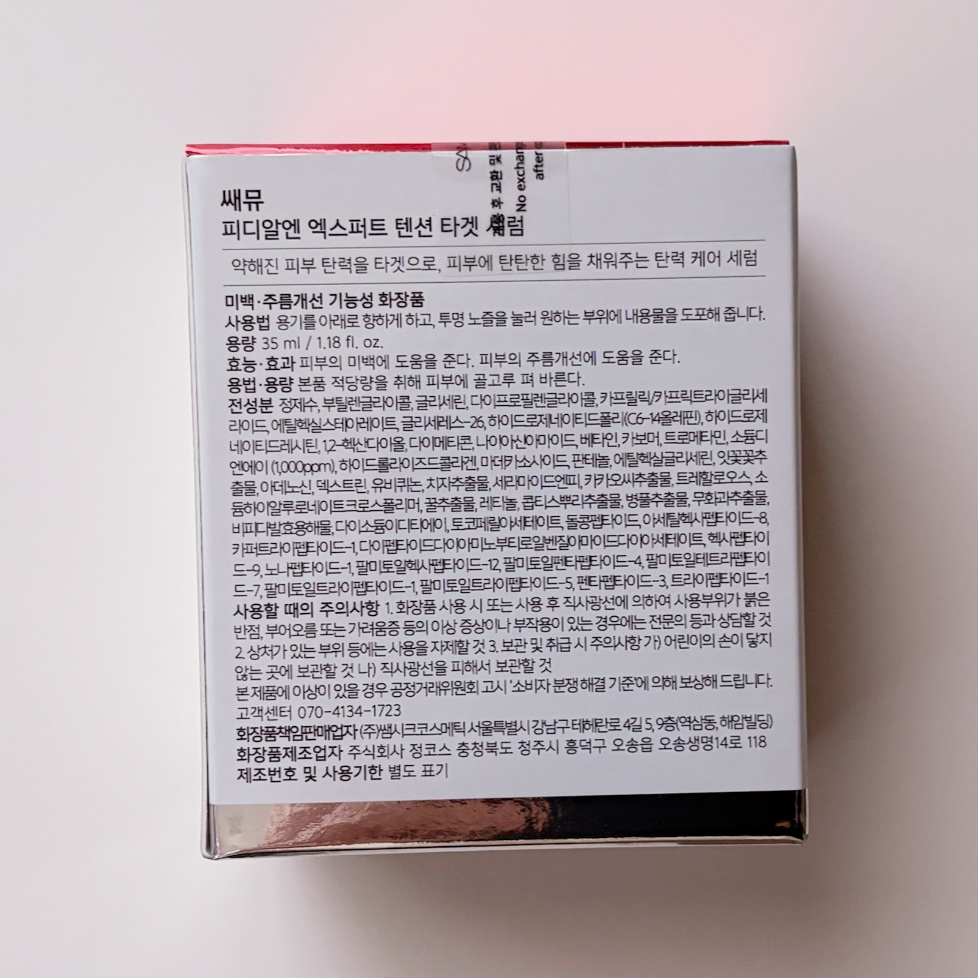 쌔뮤
피디알엔 엑스퍼트 텐션 타겟 세럼
약해진 피부 탄력을 타겟으로, 피부에 탄탄한 힘을 채워주는 탄력 케어 세럼
미백·주름개선 기능성 화장품
사용법 용기를 아래로 향하게 하고, 투명 노즐을 눌러 원하는 부위에 내용물을 도포해 줍니다.
용량 35 ml / 1.18 fl. oz.
효능·효과 피부의 미백에 도움을 준다. 피부의 주름개선에 도움을 준다.
용법·용량 본품 적당량을 취해 피부에 골고루 펴 바른다.
전성분 정제수, 부틸렌글라이콜, 글리세린, 다이프로필렌글라이콜, 카프릴릭/카프릭트라이글리세
라이드, 에틸헥실스테아레이트, 글리세레스-26, 하이드로제네이티드폴리(C6-14올레핀), 하이드로제
네이티드레시틴, 1,2-헥산다이올, 다이메티콘, 나이아신아마이드, 베타인, 카보머, 트로메타민, 소듐디
엔에이 (1,000ppm), 하이드롤라이즈드콜라겐, 마데카소사이드, 판테놀, 에틸헥실글리세린, 잇꽃꽃추
출물, 아데노신, 덱스트린, 유비퀴논, 치자추출물, 세라마이드엔피, 카카오씨추출물, 트레할로오스, 소
듐하이알루로네이트크로스폴리머, 꿀추출물, 레티놀, 콥티스뿌리추출물, 병풀추출물, 무화과추출물,
비피다발효용해물, 다이소듐이디티에이, 토코페릴아세테이트, 돌콩펩타이드, 아세틸헥사펩타이드-8,
카퍼트라이펩타이드-1, 다이펩타이드다이아미노부티로일벤질아마이드다이아세테이트, 헥사펩타이
드-9, 노나펩타이드-1, 팔미토일헥사펩타이드-12, 팔미토일펜타펩타이드-4, 팔미토일테트라펩타이
드-7, 팔미토일트라이펩타이드-1, 팔미토일트라이펩타이드-5, 펜타펩타이드-3, 트라이펩타이드-1
사용할 때의 주의사항 1. 화장품 사용 시 또는 사용 후 직사광선에 의하여 사용부위가 붉은
반점, 부어오름 또는 가려움증 등의 이상 증상이나 부작용이 있는 경우에는 전문의 등과 상담할 것
2. 상처가 있는 부위 등에는 사용을 자제할 것 3. 보관 및 취급 시 주의사항 가) 어린이의 손이 닿지
않는 곳에 보관할 것 나) 직사광선을 피해서 보관할 것
본 제품에 이상이 있을 경우 공정거래위원회 고시 '소비자 분쟁 해결 기준'에 의해 보상해 드립니다.
고객센터 070-4134-1723
화장품책임판매업자 (주)쌤시크코스메틱 서울특별시 강남구 테헤란로 4길 5, 9층(역삼동, 해암빌딩)
화장품제조업자 주식회사 정코스 충청북도 청주시 흥덕구 오송읍 오송생명14로 118
제조번호 및 사용기한 별도 표기
후 교환 및
No exchan
after